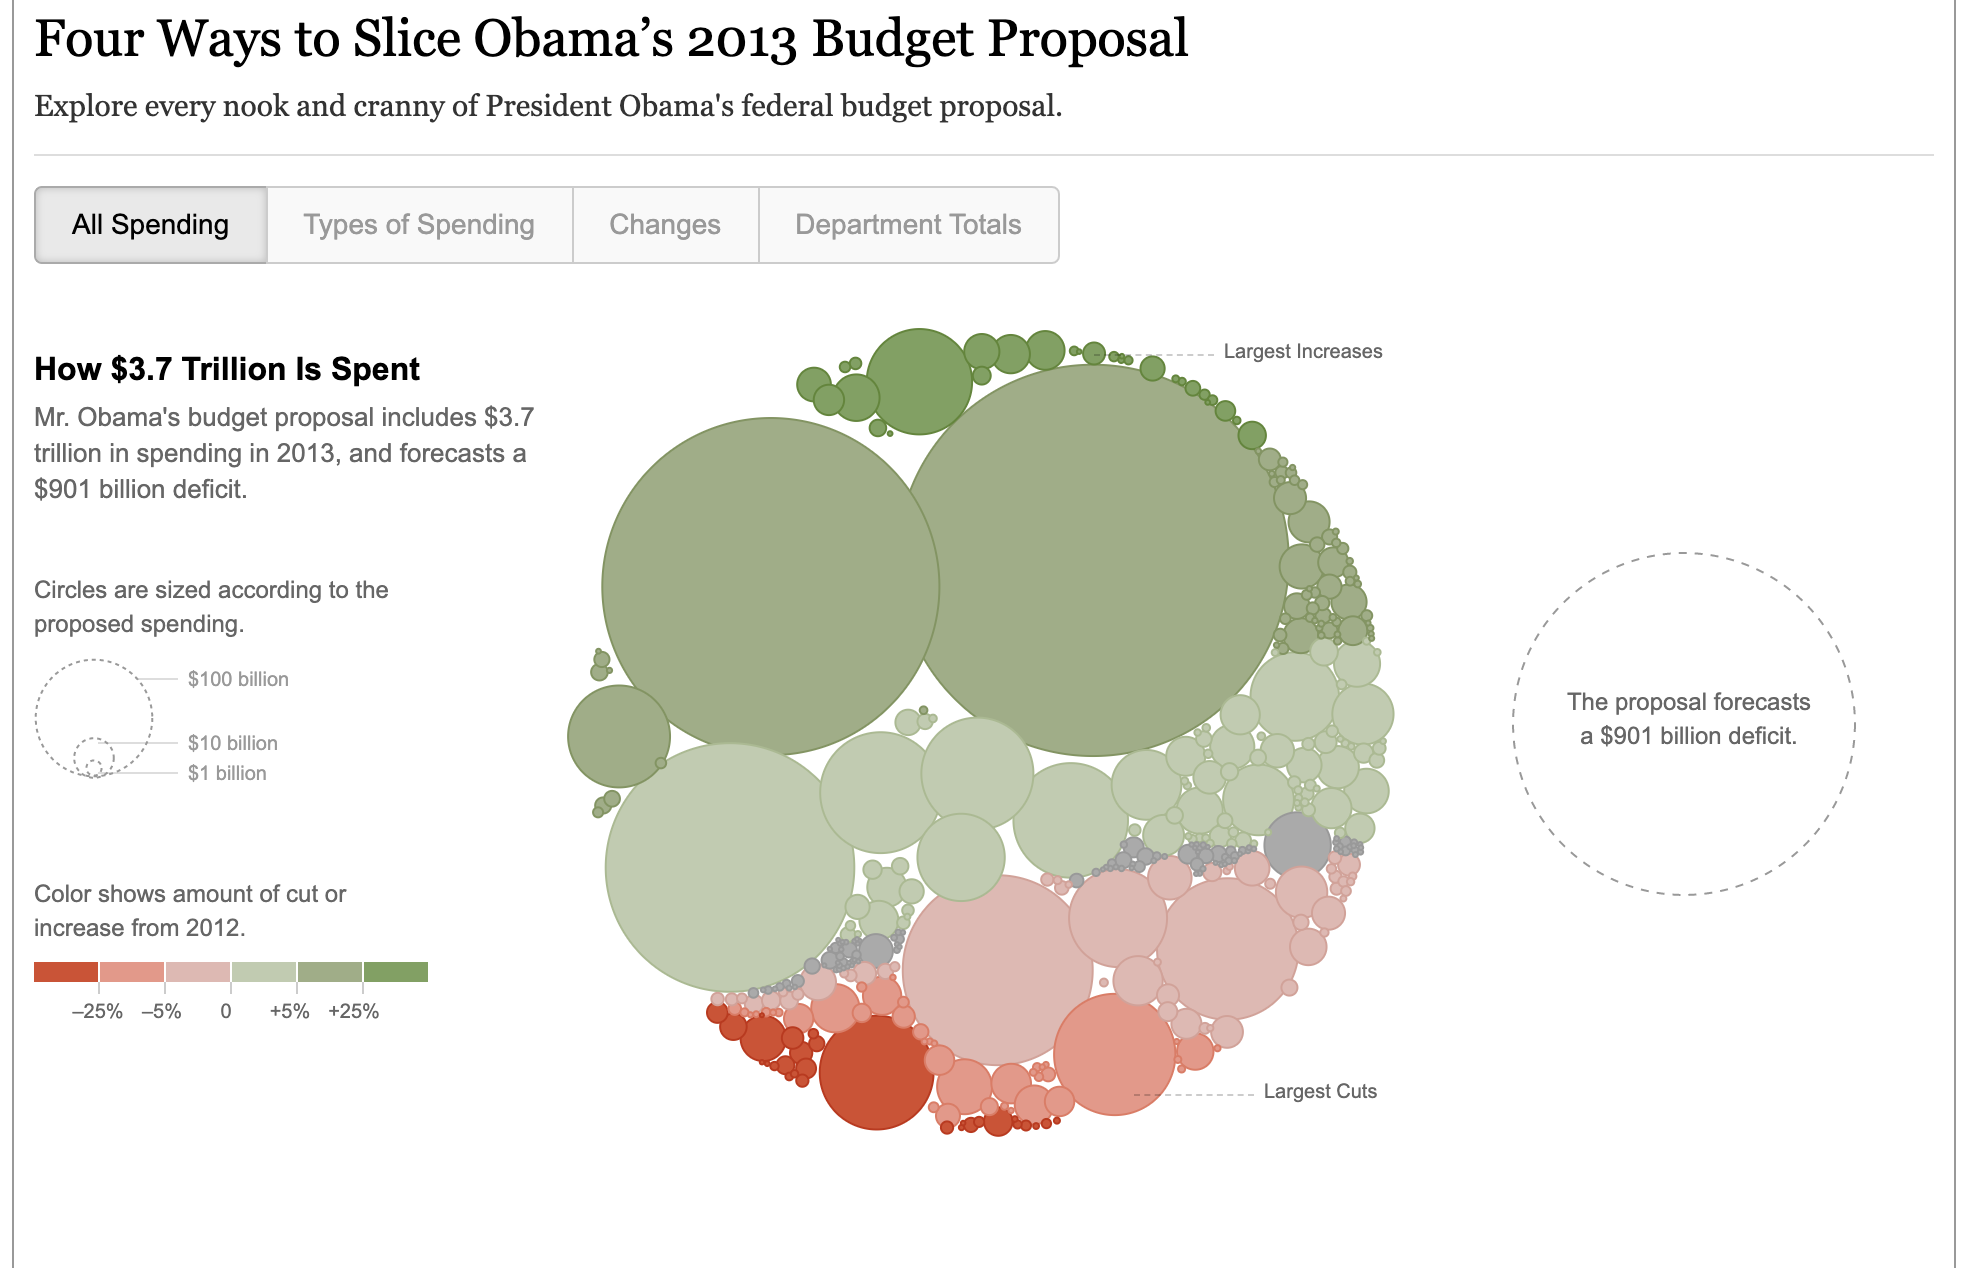 Four Ways to Slice Obama’s 2013 Budget Proposal
Explore every nook and cranny of President Obama's federal budget proposal.
All Spending
Types of Spending
Changes
Department Totals
How $3.7 Trillion Is Spent
Mr. Obama's budget proposal includes $3.7
trillion in spending in 2013, and forecasts a
$901 billion deficit.
Circles are sized according to the
proposed spending.
$100 billion
$10 billion
$1 billion
Color shows amount of cut or
increase from 2012.
–25%
–5%
0
+5%
+25%
Largest Increases
Largest Cuts
The proposal forecasts
a $901 billion deficit.